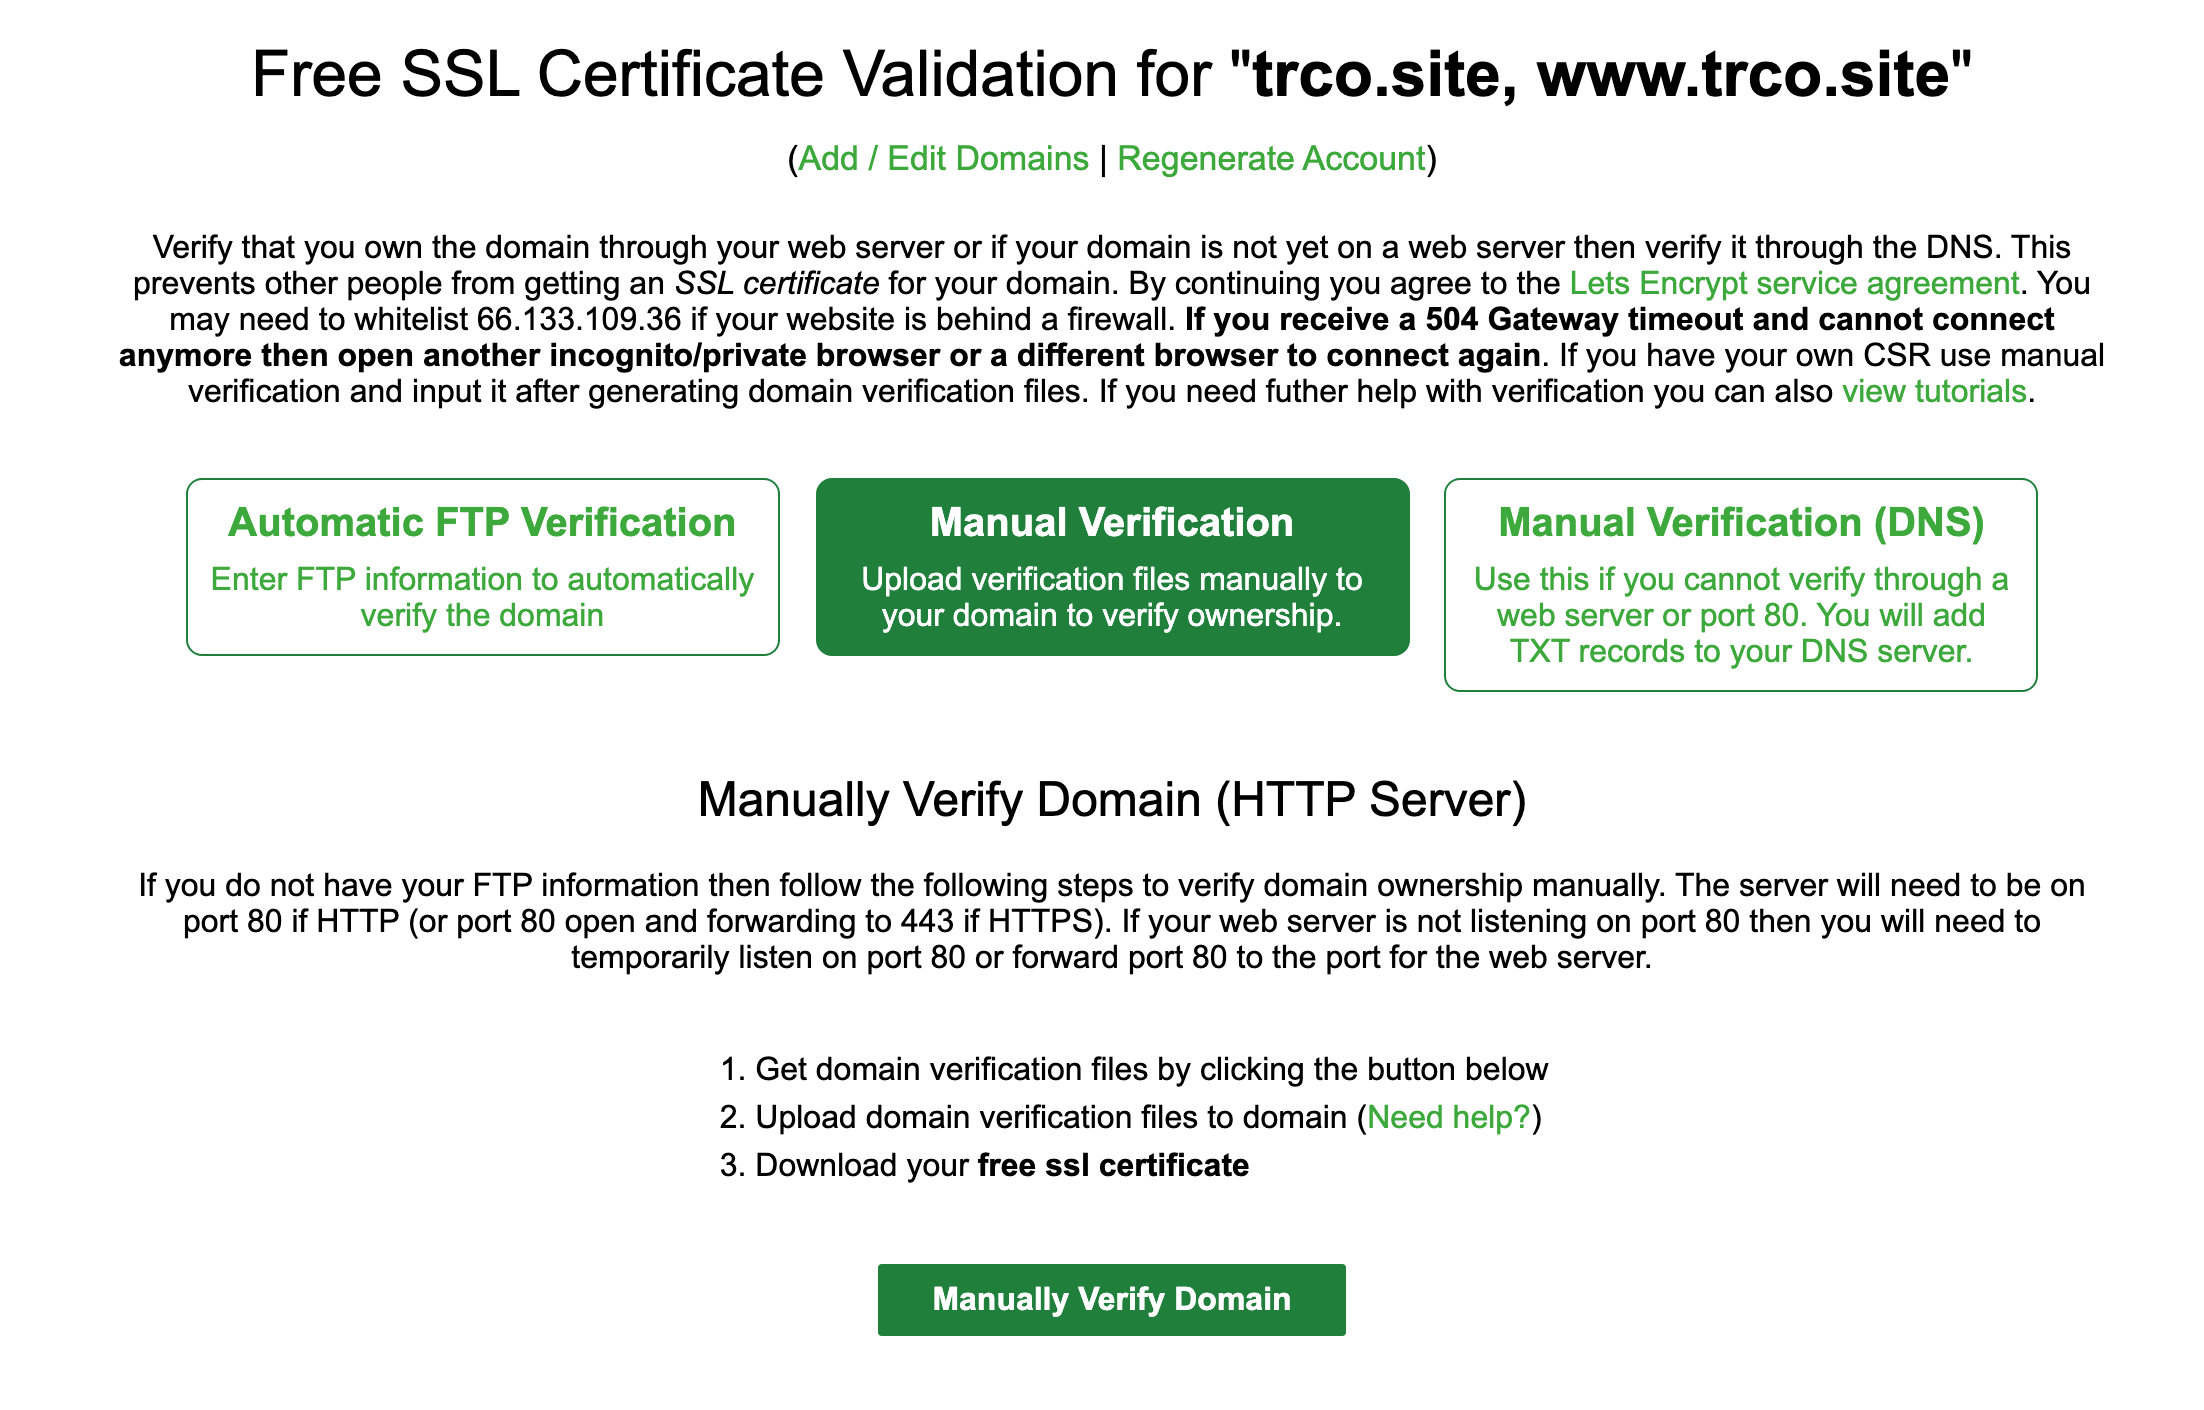 Free SSL Certificate Validation for "trco.site, www.trco.site"
(Add / Edit Domains | Regenerate Account)
Verify that you own the domain through your web server or if your domain is not yet on a web server then verify it through the DNS. This
prevents other people from getting an SSL certificate for your domain. By continuing you agree to the Lets Encrypt service agreement. You
may need to whitelist 66.133.109.36 if your website is behind a firewall. If you receive a 504 Gateway timeout and cannot connect
anymore then open another incognito/private browser or a different browser to connect again. If you have your own CSR use manual
verification and input it after generating domain verification files. If you need futher help with verification you can also view tutorials.
Automatic FTP Verification
Enter FTP information to automatically
verify the domain
Manual Verification
Upload verification files manually to
your domain to verify ownership.
Manual Verification (DNS)
Use this if you cannot verify through a
web server or port 80. You will add
TXT records to your DNS server.
Manually Verify Domain (HTTP Server)
If you do not have your FTP information then follow the following steps to verify domain ownership manually. The server will need to be on
port 80 if HTTP (or port 80 open and forwarding to 443 if HTTPS). If your web server is not listening on port 80 then you will need to
temporarily listen on port 80 or forward port 80 to the port for the web server.
1. Get domain verification files by clicking the button below
2. Upload domain verification files to domain (Need help?)
3. Download your free ssl certificate
Manually Verify Domain